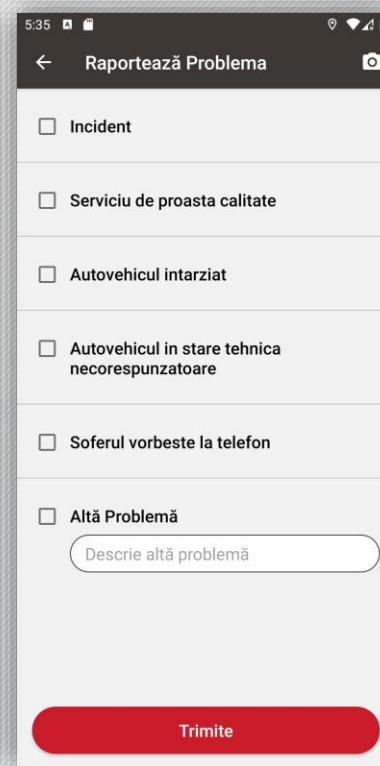 5:35
Raportează Problema
Incident
Serviciu de proasta calitate
Autovehicul intarziat
Autovehicul in stare tehnica
necorespunzatoare
Soferul vorbeste la telefon
Altă Problemă
Descrie altă problemă
Trimite